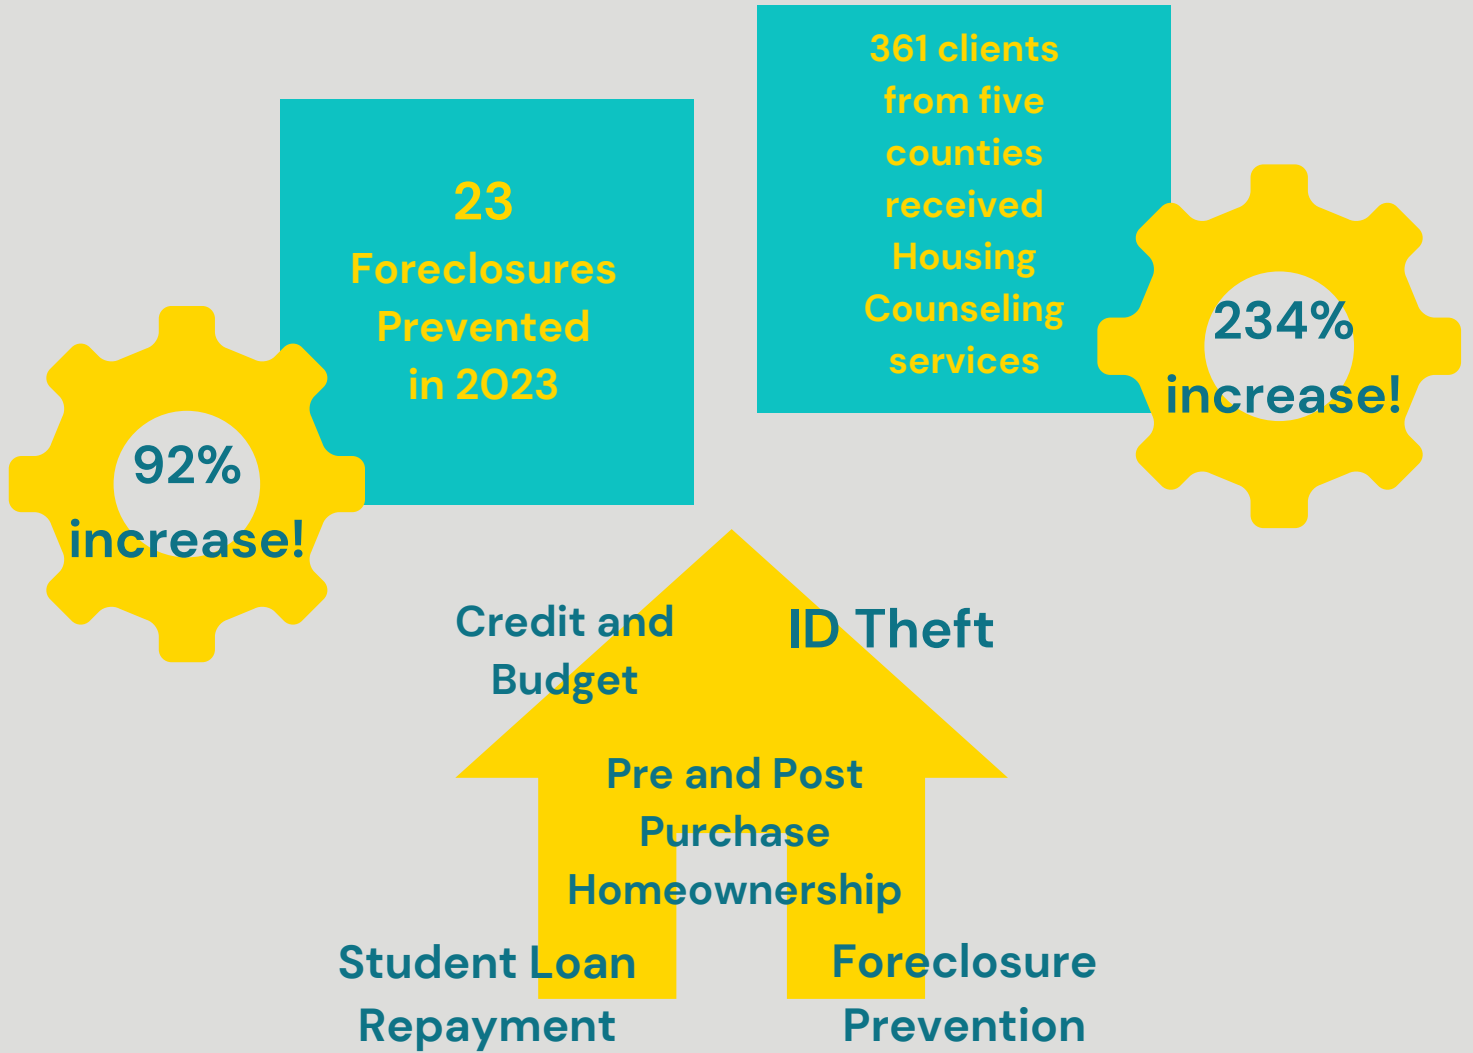 23
Foreclosures
Prevented
in 2023
92%
increase!
361 clients
from five
counties
received
Housing
Counseling
services
234%
increase!
Credit and
Budget
ID Theft
Pre and Post
Purchase
Homeownership
Student Loan
Repayment
Foreclosure
Prevention